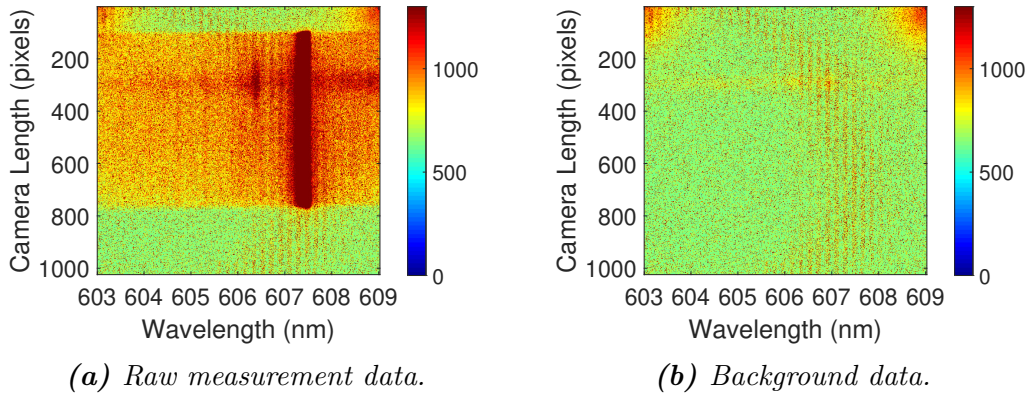 Camera Length (pixels)
200
400
600
800
1000
603 604 605 606 607 608 609
Wavelength (nm)
1000
500
0
(a) Raw measurement data.
Camera Length (pixels)
200
400
600
800
1000
603 604 605 606 607 608 609
Wavelength (nm)
1000
500
0
(b) Background data.